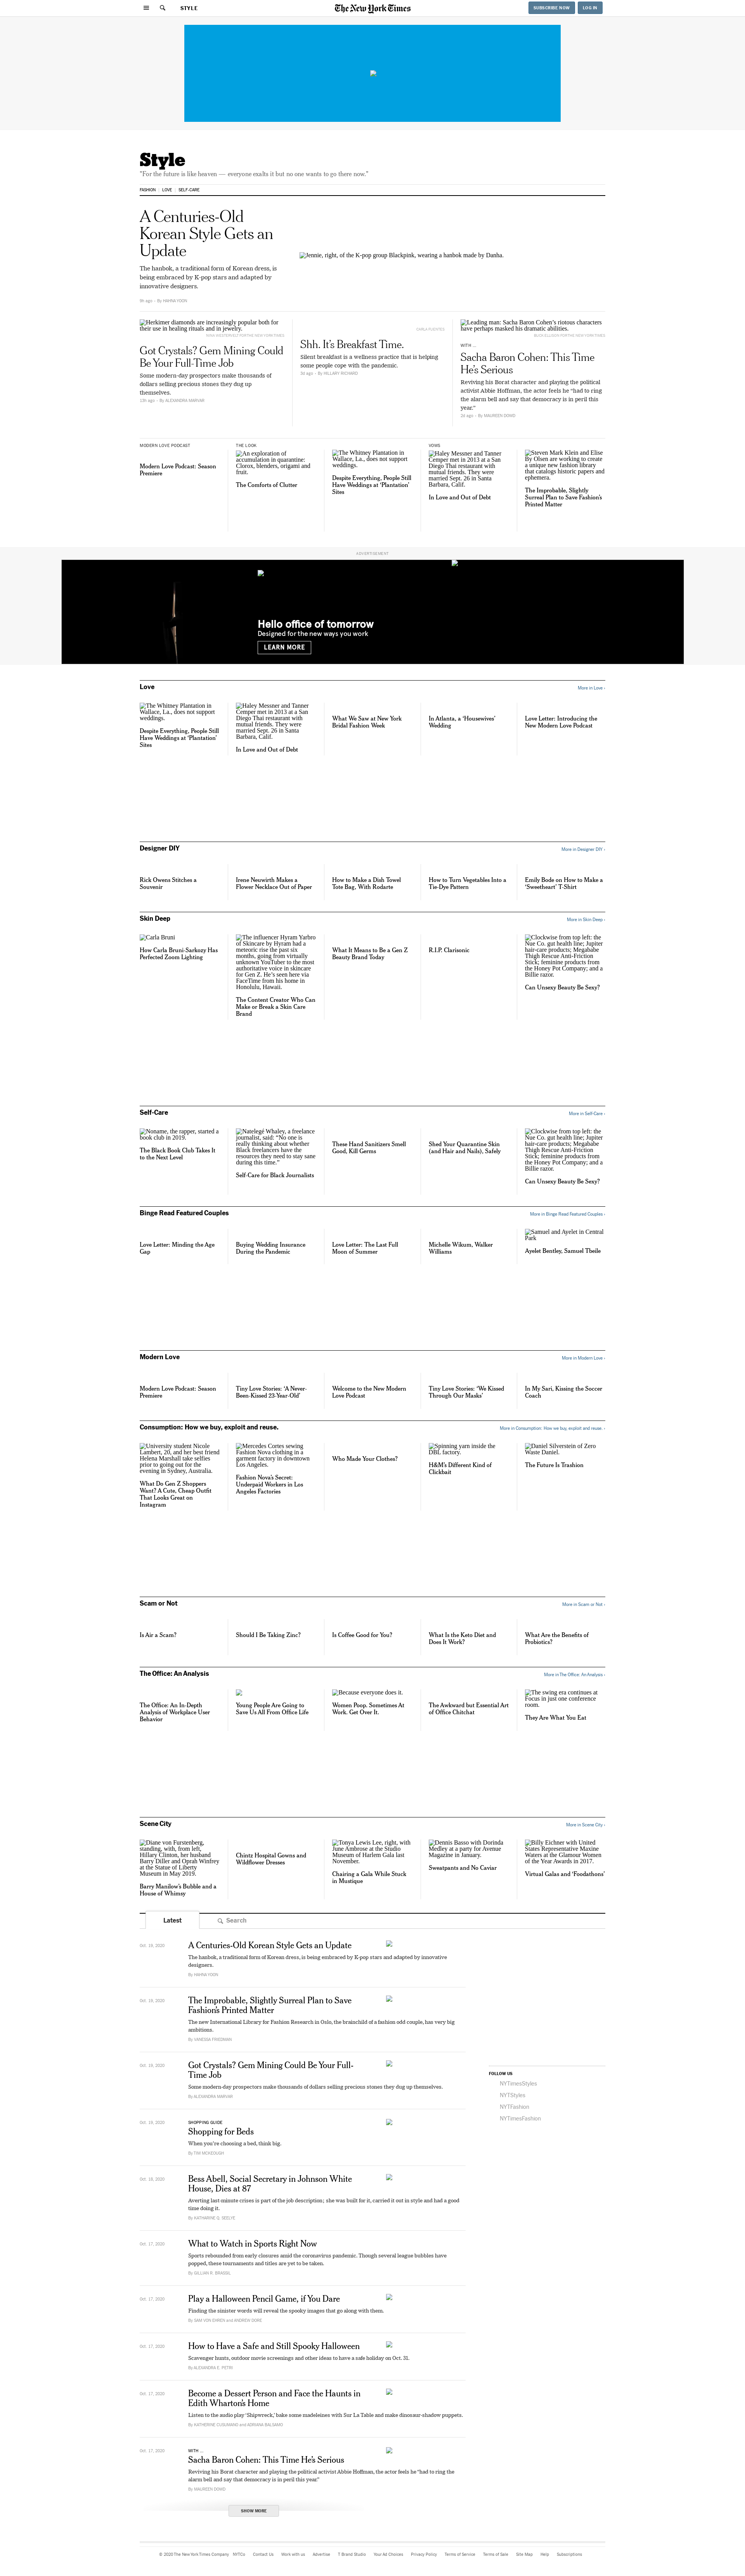 STYLE
The New York Times
SUBSCRIBE NOW
LOG IN
Style
"For the future is like heaven — everyone exalts it but no one wants to go there now."
FASHION
LOVE
SELF-CARE
A Centuries-Old
Korean Style Gets an
Update
The hanbok, a traditional form of Korean dress, is
being embraced by K-pop stars and adapted by
innovative designers.
9h ago · By HAHNA YOON
Jennie, right, of the K-pop group Blackpink, wearing a hanbok made by Danha.
Herkimer diamonds are increasingly popular both for
their use in healing rituals and in jewelry.
Got Crystals? Gem Mining Could
Be Your Full-Time Job
Some modern-day prospectors make thousands of
dollars selling precious stones they dug up
themselves.
By ALEXANDRA MARVAR
Shh. It's Breakfast Time.
Silent breakfast is a wellness practice that is helping
some people cope with the pandemic.
By HILLARY RICHARD
Leading man: Sacha Baron Cohen's riotous characters
have perhaps masked his dramatic abilities.
WITH ...
Sacha Baron Cohen: This Time
He's Serious
Reviving his Borat character and playing the political
activist Abbie Hoffman, the actor feels he "had to ring
the alarm bell and say that democracy is in peril this
year."
By MAUREEN DOWD
MODERN LOVE PODCAST
Modern Love Podcast: Season
Premiere
THE LOOK
An exploration of
accumulation in quarantine:
Clorox, blenders, origami and
fruit.
The Comforts of Clutter
The Whitney Plantation in
Wallace, La., does not support
weddings.
Despite Everything, People Still
Have Weddings at 'Plantation'
Sites
VOWS
Haley Messner and Tanner
Cemper met in 2013 at a San
Diego Thai restaurant with
mutual friends. They were
married Sept. 26 in Santa
Barbara, Calif.
In Love and Out of Debt
Steven Mark Klein and Elise
By Olsen are working to create
a unique new fashion library
that catalogs historic papers and
ephemera.
The Improbable, Slightly
Surreal Plan to Save Fashion's
Printed Matter
ADVERTISEMENT
Hello office of tomorrow
Designed for the new ways you work
LEARN MORE
Love
More in Love ›
The Whitney Plantation in
Wallace, La., does not support
weddings.
Despite Everything, People Still
Have Weddings at 'Plantation'
Sites
Haley Messner and Tanner
Cemper met in 2013 at a San
Diego Thai restaurant with
mutual friends. They were
married Sept. 26 in Santa
Barbara, Calif.
In Love and Out of Debt
What We Saw at New York
Bridal Fashion Week
In Atlanta, a 'Housewives'
Wedding
Love Letter: Introducing the
New Modern Love Podcast
Designer DIY
More in Designer DIY ›
Rick Owens Stitches a
Souvenir
Irene Neuwirth Makes a
Flower Necklace Out of Paper
How to Make a Dish Towel
Tote Bag, With Rodarte
How to Turn Vegetables Into a
Tie-Dye Pattern
Emily Bode on How to Make a
'Sweetheart' T-Shirt
Skin Deep
More in Skin Deep ›
Carla Bruni
How Carla Bruni-Sarkozy Has
Perfected Zoom Lighting
The influencer Hyram Yarbro
of Skincare by Hyram had a
meteoric rise the past six
months, going from virtually
unknown YouTuber to the most
authoritative voice in skincare
for Gen Z. He's seen here via
FaceTime from his home in
Honolulu, Hawaii.
The Content Creator Who Can
Make or Break a Skin Care
Brand
What It Means to Be a Gen Z
Beauty Brand Today
R.I.P. Clarisonic
Clockwise from top left: the
Nue Co. gut health line; Jupiter
hair-care products; Megababe
Thigh Rescue Anti-Friction
Stick; feminine products from
the Honey Pot Company; and a
Billie razor.
Can Unsexy Beauty Be Sexy?
Self-Care
More in Self-Care ›
Noname, the rapper, started a
book club in 2019.
The Black Book Club Takes It
to the Next Level
Natelegé Whaley, a freelance
journalist, said: "No one is
really thinking about whether
Black freelancers have the
resources they need to stay sane
during this time."
Self-Care for Black Journalists
These Hand Sanitizers Smell
Good, Kill Germs
Shed Your Quarantine Skin
(and Hair and Nails), Safely
Clockwise from top left: the
Nue Co. gut health line; Jupiter
hair-care products; Megababe
Thigh Rescue Anti-Friction
Stick; feminine products from
the Honey Pot Company; and a
Billie razor.
Can Unsexy Beauty Be Sexy?
Binge Read Featured Couples
More in Binge Read Featured Couples ›
Love Letter: Minding the Age
Gap
Buying Wedding Insurance
During the Pandemic
Love Letter: The Last Full
Moon of Summer
Michelle Wikum, Walker
Williams
Samuel and Ayelet in Central
Park
Ayelet Bentley, Samuel Tbeile
Modern Love
More in Modern Love ›
Modern Love Podcast: Season
Premiere
Tiny Love Stories: 'A Never-
Been-Kissed 23-Year-Old'
Welcome to the New Modern
Love Podcast
Tiny Love Stories: 'We Kissed
Through Our Masks'
In My Sari, Kissing the Soccer
Coach
Consumption: How we buy, exploit and reuse.
More in Consumption: How we buy, exploit and reuse. ›
University student Nicole
Lambert, 20, and her best friend
Helena Marshall take selfies
prior to going out for the
evening in Sydney, Australia.
What Do Gen Z Shoppers
Want? A Cute, Cheap Outfit
That Looks Great on
Instagram
Mercedes Cortes sewing
Fashion Nova clothing in a
garment factory in downtown
Los Angeles.
Fashion Nova's Secret:
Underpaid Workers in Los
Angeles Factories
Who Made Your Clothes?
Spinning yarn inside the
DBL factory.
H&M's Different Kind of
Clickbait
Daniel Silverstein of Zero
Waste Daniel.
The Future Is Trashion
Scam or Not
More in Scam or Not ›
Is Air a Scam?
Should I Be Taking Zinc?
Is Coffee Good for You?
What Is the Keto Diet and
Does It Work?
What Are the Benefits of
Probiotics?
The Office: An Analysis
More in The Office: An Analysis ›
The Office: An In-Depth
Analysis of Workplace User
Behavior
Young People Are Going to
Save Us All From Office Life
Because everyone does it.
Women Poop. Sometimes At
Work. Get Over It.
The Awkward but Essential Art
of Office Chitchat
The swing era continues at
Focus in just one conference
room.
They Are What You Eat
Scene City
More in Scene City ›
Diane von Furstenberg,
standing, with, from left,
Hillary Clinton, her husband
Barry Diller and Oprah Winfrey
at the Statue of Liberty
Museum in May 2019.
Barry Manilow's Bubble and a
House of Whimsy
Chintz Hospital Gowns and
Wildflower Dresses
Tonya Lewis Lee, right, with
June Ambrose at the Studio
Museum of Harlem Gala last
November.
Chairing a Gala While Stuck
in Mustique
Dennis Basso with Dorinda
Medley at a party for Avenue
Magazine in January.
Sweatpants and No Caviar
Billy Eichner with United
States Representative Maxine
Waters at the Glamour Women
of the Year Awards in 2017.
Virtual Galas and 'Foodathons'
Latest
Search
Oct. 19, 2020
A Centuries-Old Korean Style Gets an Update
The hanbok, a traditional form of Korean dress, is being embraced by K-pop stars and adapted by innovative
designers.
By HAHNA YOON
Oct. 19, 2020
The Improbable, Slightly Surreal Plan to Save
Fashion's Printed Matter
The new International Library for Fashion Research in Oslo, the brainchild of a fashion odd couple, has very big
ambitions.
By VANESSA FRIEDMAN
Oct. 19, 2020
Got Crystals? Gem Mining Could Be Your Full-
Time Job
Some modern-day prospectors make thousands of dollars selling precious stones they dug up themselves.
By ALEXANDRA MARVAR
Oct. 19, 2020
SHOPPING GUIDE
Shopping for Beds
When you're choosing a bed, think big.
By TIM MCKEOUGH
Oct. 18, 2020
Bess Abell, Social Secretary in Johnson White
House, Dies at 87
Averting last-minute crises is part of the job description; she was built for it, carried it out in style and had a good
time doing it.
By KATHARINE Q. SEELYE
Oct. 17, 2020
What to Watch in Sports Right Now
Sports rebounded from early closures amid the coronavirus pandemic. Though several league bubbles have
popped, these tournaments and titles are yet to be taken.
By GILLIAN R. BRASSIL
Oct. 17, 2020
Play a Halloween Pencil Game, if You Dare
Finding the sinister words will reveal the spooky images that go along with them.
By SAM VON EHREN and ANDREA DUKE
Oct. 17, 2020
How to Have a Safe and Still Spooky Halloween
Scavenger hunts, outdoor movie screenings and other ideas to have a safe holiday on Oct. 31.
By ALEXANDRA E. PETRI
Oct. 17, 2020
Become a Dessert Person and Face the Haunts in
Edith Wharton's Home
Listen to the audio play 'Shipwreck,' bake some madeleines with Sur La Table and make dinosaur-shadow puppets.
By KATHERINE CUSUMANO and ADRIANA BALSAMO
Oct. 17, 2020
WITH ...
Sacha Baron Cohen: This Time He's Serious
Reviving his Borat character and playing the political activist Abbie Hoffman, the actor feels he "had to ring the
alarm bell and say that democracy is in peril this year."
By MAUREEN DOWD
SHOW MORE
FOLLOW US
NYTimesStyles
NYTStyles
NYTFashion
NYTimesFashion
© 2020 The New York Times Company
NYTCo
Contact Us
Work with us
Advertise
T Brand Studio
Your Ad Choices
Privacy Policy
Terms of Service
Terms of Sale
Site Map
Help
Subscriptions